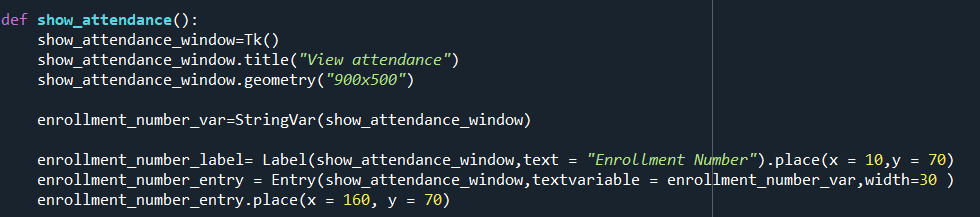 def show_attendance():
    show_attendance_window=Tk()
    show_attendance_window.title("View attendance")
    show_attendance_window.geometry("900x500")
    enrollment_number_var=StringVar(show_attendance_window)
    enrollment_number_label= Label(show_attendance_window,text = "Enrollment Number").place(x = 10,y = 70)
    enrollment_number_entry = Entry(show_attendance_window,textvariable = enrollment_number_var,width=30 )
    enrollment_number_entry.place(x = 160, y = 70)